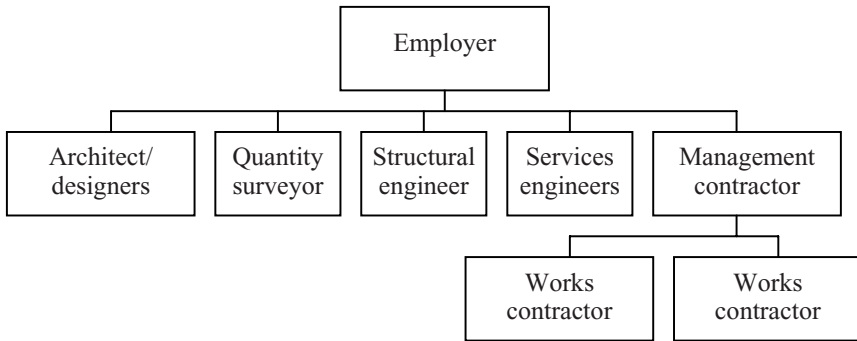 Employer
Architect/
designers
Quantity
surveyor
Structural
engineer
Services
engineers
Management
contractor
Works
contractor
Works
contractor